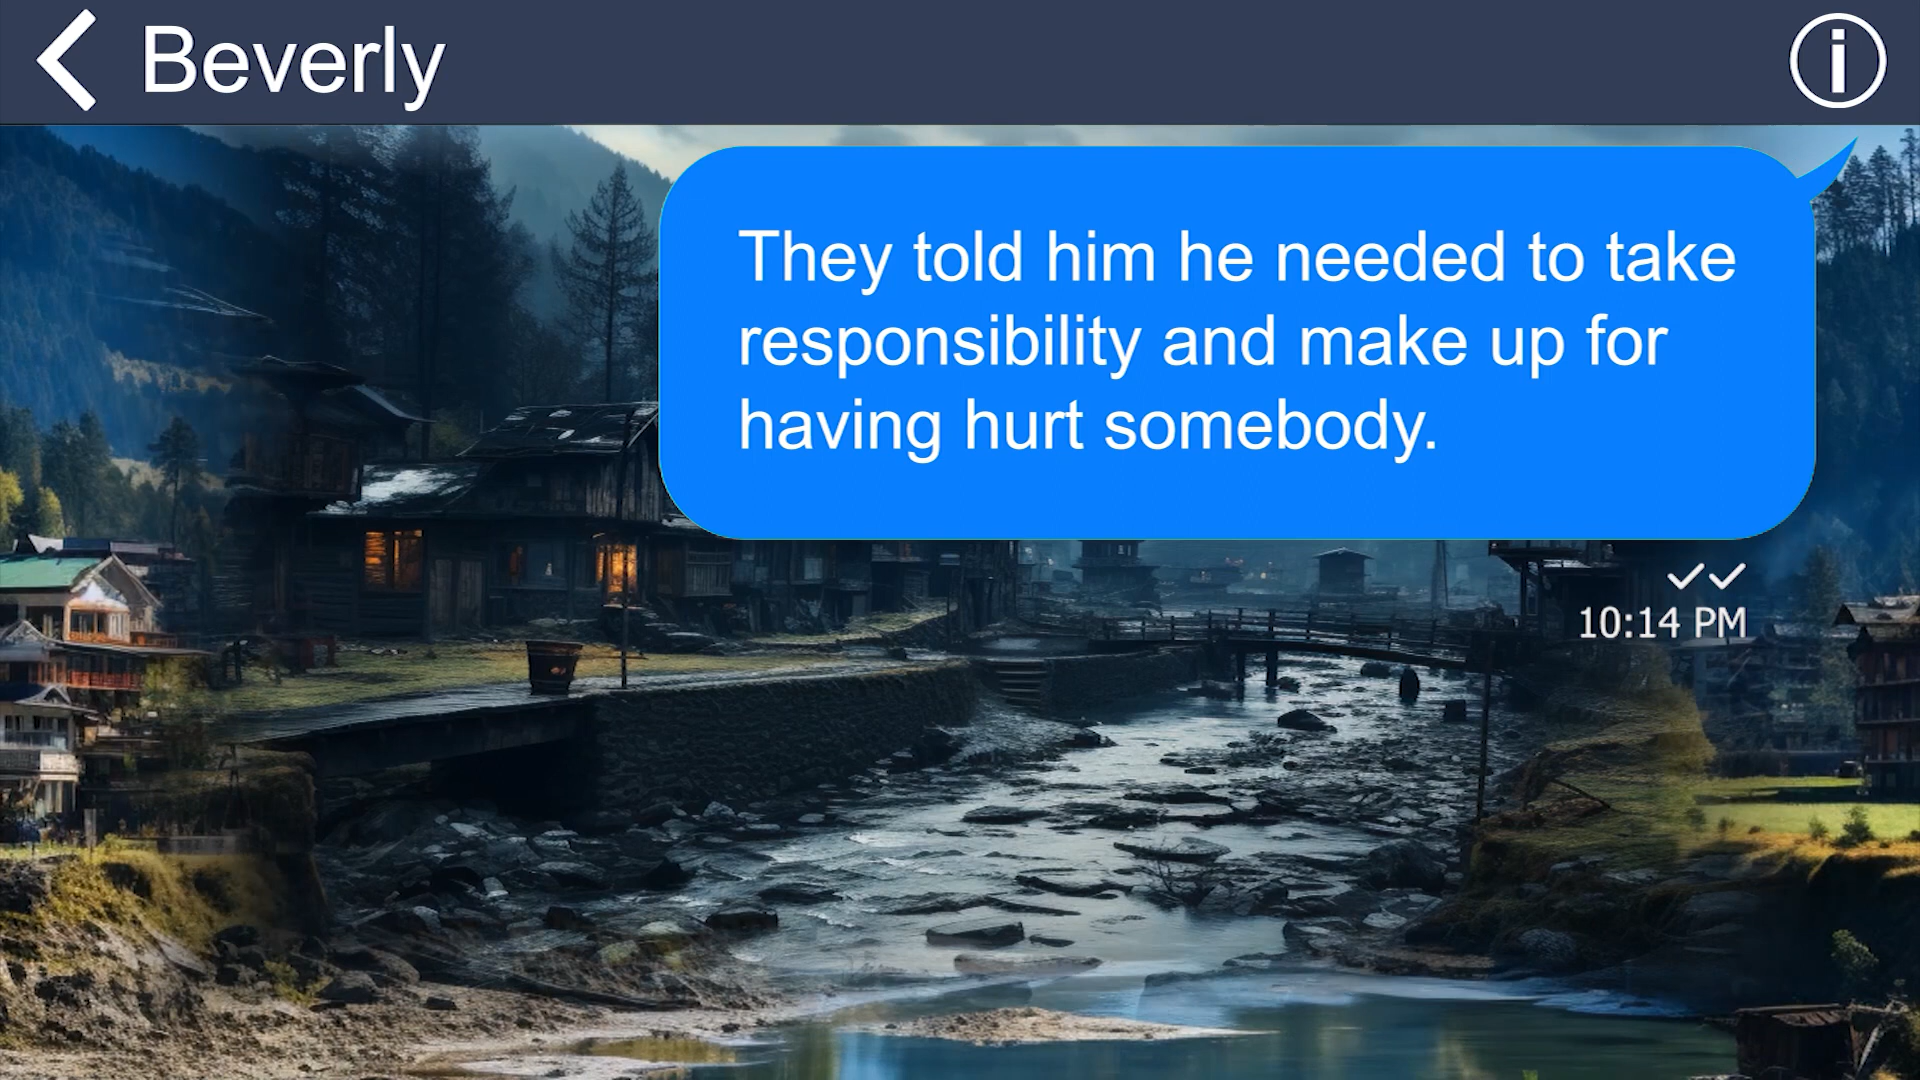 Beverly
They told him he needed to take
responsibility and make up for
having hurt somebody.
10:14 PM